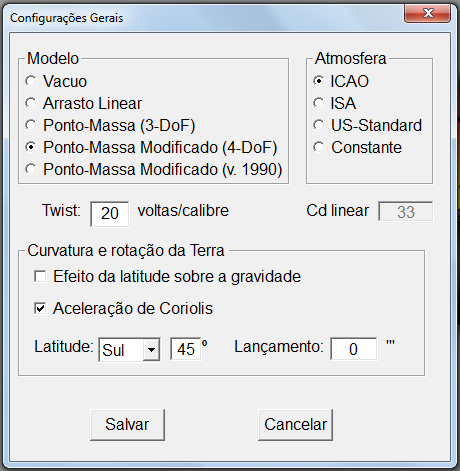 Configurações Gerais
Modelo
Vacuo
Arrasto Linear
Ponto-Massa (3-DoF)
Ponto-Massa Modificado (4-DoF)
Ponto-Massa Modificado (v. 1990)
Atmosfera
ICAO
ISA
US-Standard
Constante
Twist: 20 voltas/calibre
Cd linear 33
Curvatura e rotação da Terra
Efeito da latitude sobre a gravidade
Aceleração de Coriolis
Latitude: Sul 45 º Lançamento: 0 '''
Salvar Cancelar